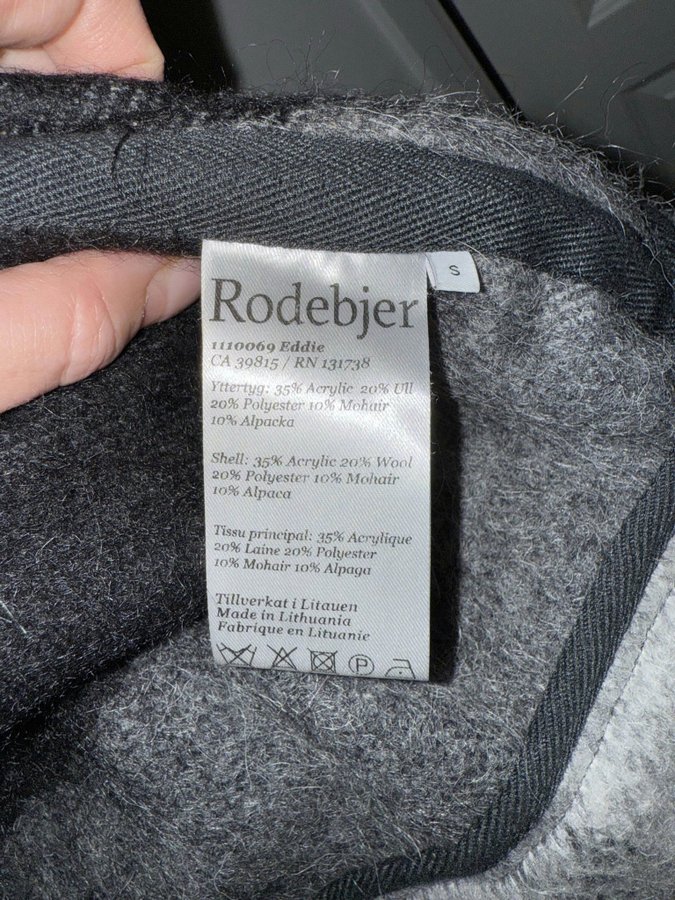 Rodebjer
S
1110069 Eddie
CA 39815 / RN 131738
Yttertyg: 35% Acrylic 20% Ull
20% Polyester 10% Mohair
10% Alpacka
Shell: 35% Acrylic 20% Wool
20% Polyester 10% Mohair
10% Alpaca
Tissu principal: 35% Acrylique
20% Laine 20% Polyester
10% Mohair 10% Alpaga
Tillverkat i Litauen
Made in Lithuania
Fabrique en Lituanie
P